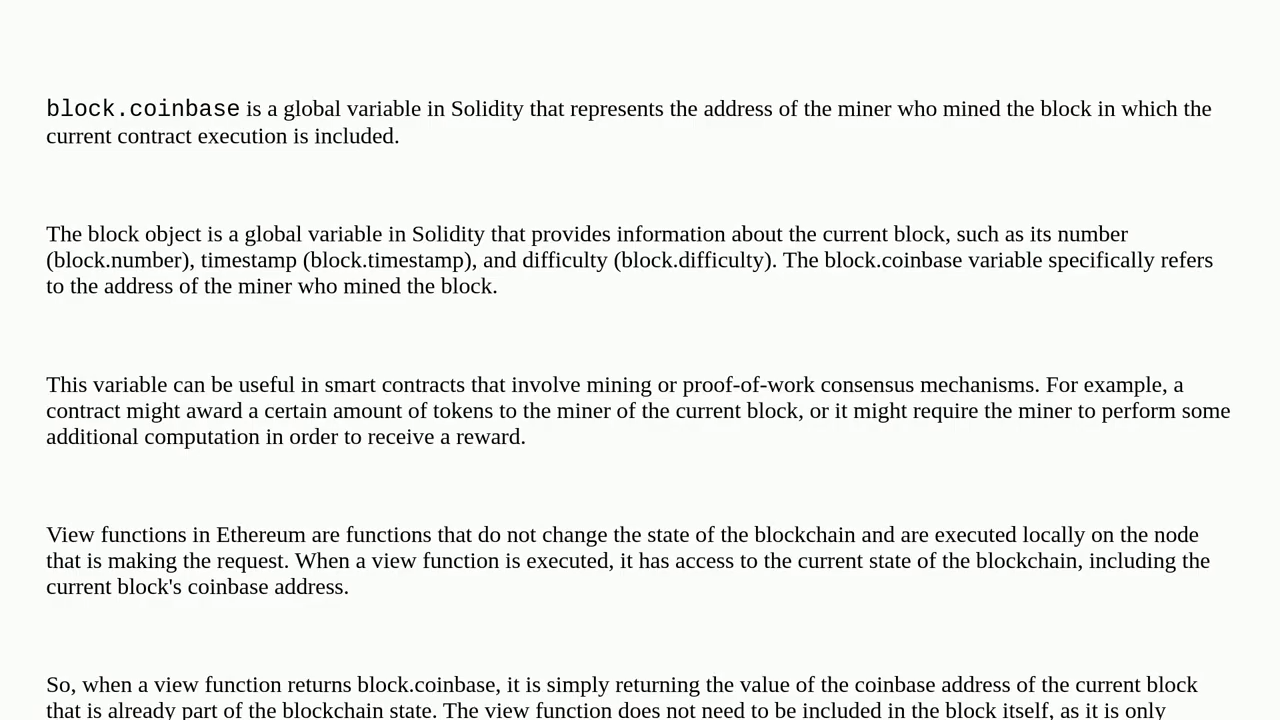 block.coinbase is a global variable in Solidity that represents the address of the miner who mined the block in which the
current contract execution is included.
The block object is a global variable in Solidity that provides information about the current block, such as its number
(block.number), timestamp (block.timestamp), and difficulty (block.difficulty). The block.coinbase variable specifically refers
to the address of the miner who mined the block.
This variable can be useful in smart contracts that involve mining or proof-of-work consensus mechanisms. For example, a
contract might award a certain amount of tokens to the miner of the current block, or it might require the miner to perform some
additional computation in order to receive a reward.
View functions in Ethereum are functions that do not change the state of the blockchain and are executed locally on the node
that is making the request. When a view function is executed, it has access to the current state of the blockchain, including the
current block's coinbase address.
So, when a view function returns block.coinbase, it is simply returning the value of the coinbase address of the current block
that is already part of the blockchain state. The view function does not need to be included in the block itself, as it is only